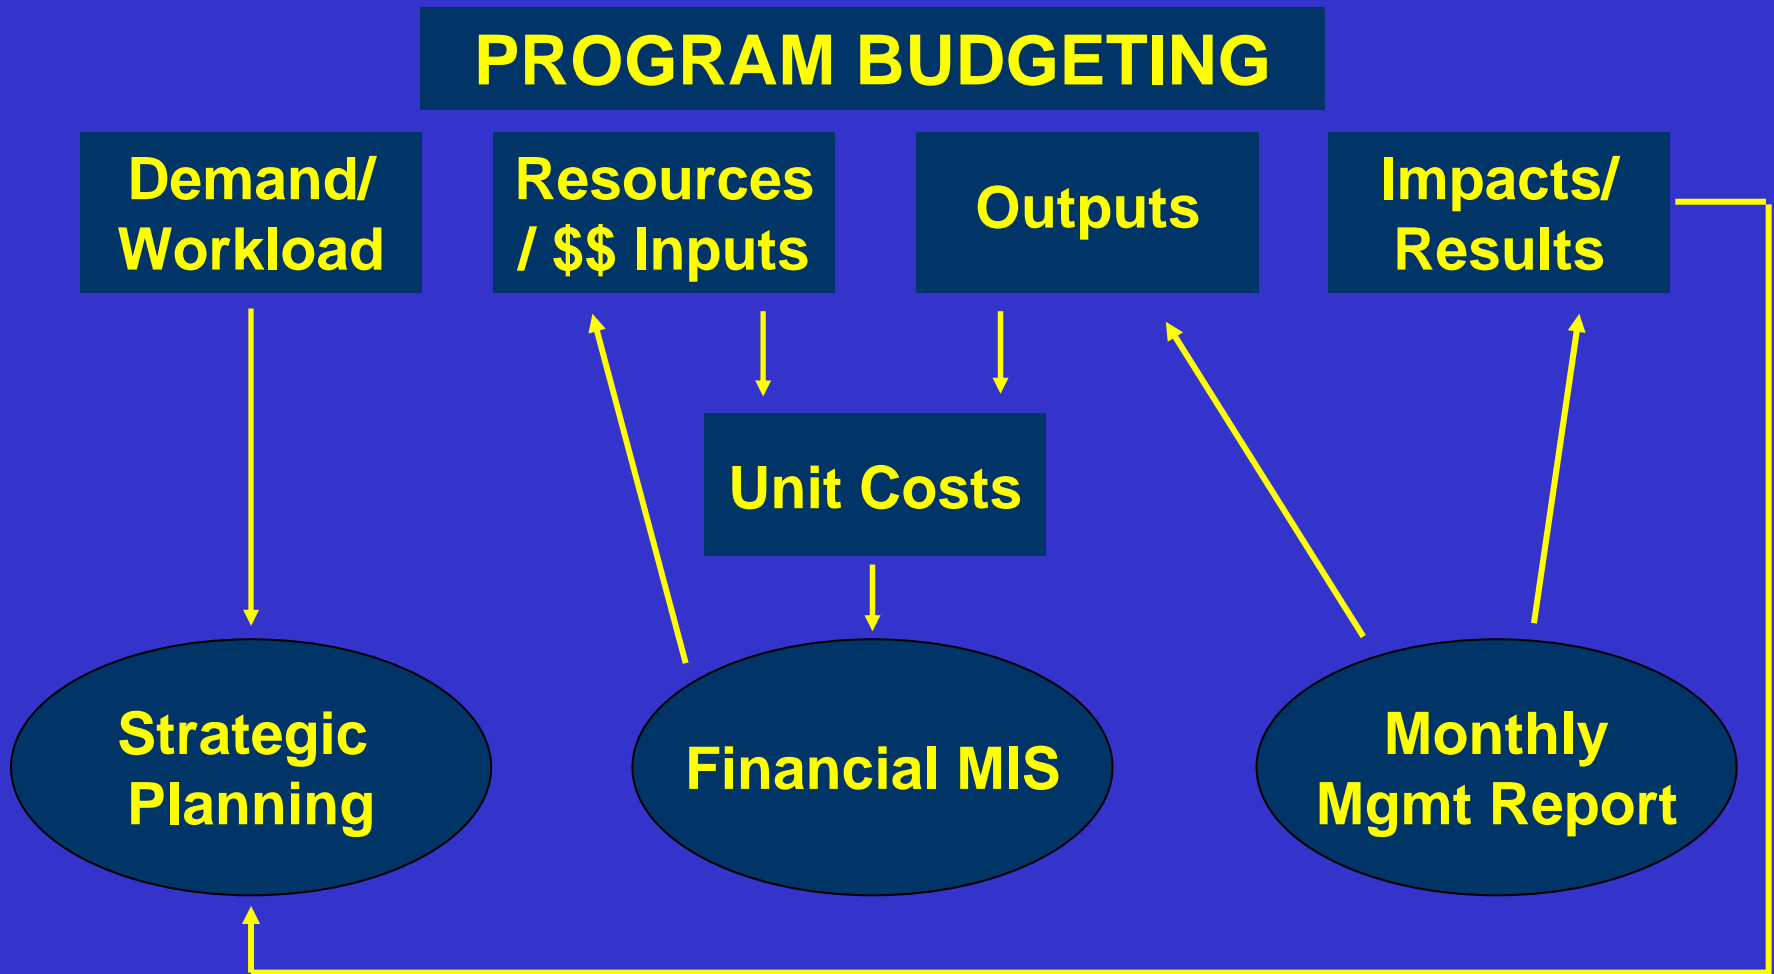 PROGRAM BUDGETING
Demand/
Workload
Resources
/ $$ Inputs
Outputs
Impacts/
Results
Unit Costs
Strategic
Planning
Financial MIS
Monthly
Mgmt Report